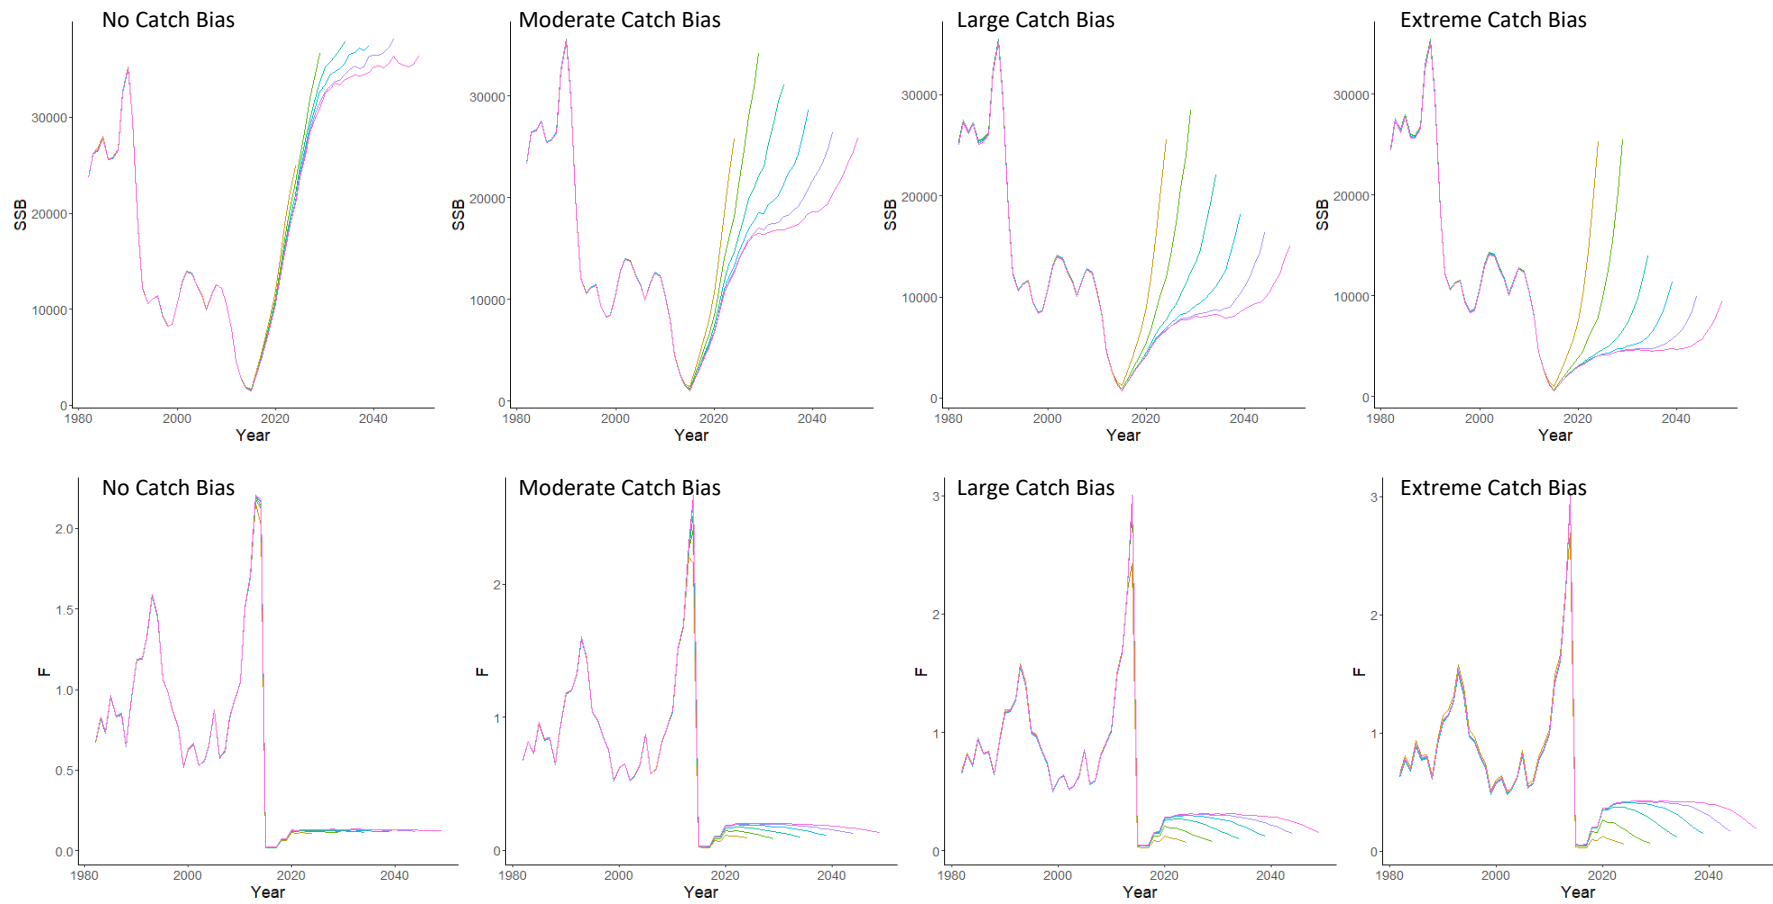 No Catch Bias
Moderate Catch Bias
Large Catch Bias
Extreme Catch Bias
30000
20000
10000
0
SSB
1980
2000
2020
2040
Year
30000
20000
10000
0
SSB
1980
2000
2020
2040
Year
30000
20000
10000
0
SSB
1980
2000
2020
2040
Year
30000
20000
10000
0
SSB
1980
2000
2020
2040
Year
No Catch Bias
Moderate Catch Bias
Large Catch Bias
Extreme Catch Bias
2.0
1.5
1.0
0.5
0.0
F
1980
2000
2020
2040
Year
2
1
0
F
1980
2000
2020
2040
Year
3
2
1
0
F
1980
2000
2020
2040
Year
3
2
1
0
F
1980
2000
2020
2040
Year